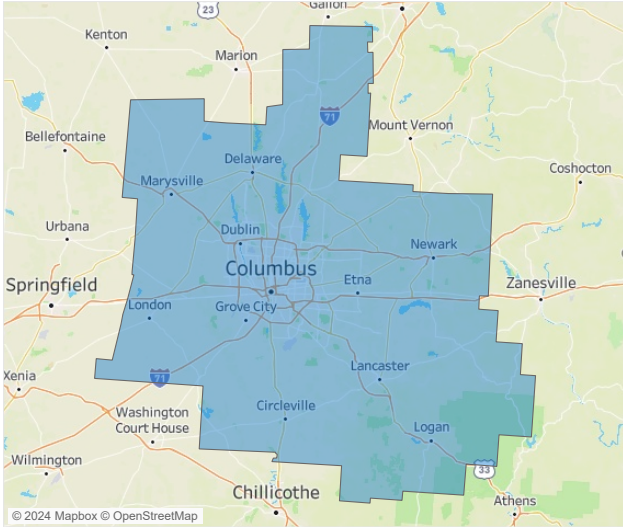 Galion
23
Kenton
Marion
71
Mount Vernon
Bellefontaine
Delaware
Coshocton
Marysville
Urbana
Dublin
Newark
Columbus
Etna
Zanesville
Springfield
London
Grove City
Lancaster
71
Xenia
Circleville
Washington
Court House
Logan
Wilmington
33
Chillicothe
Athens
© 2024 Mapbox © OpenStreetMap